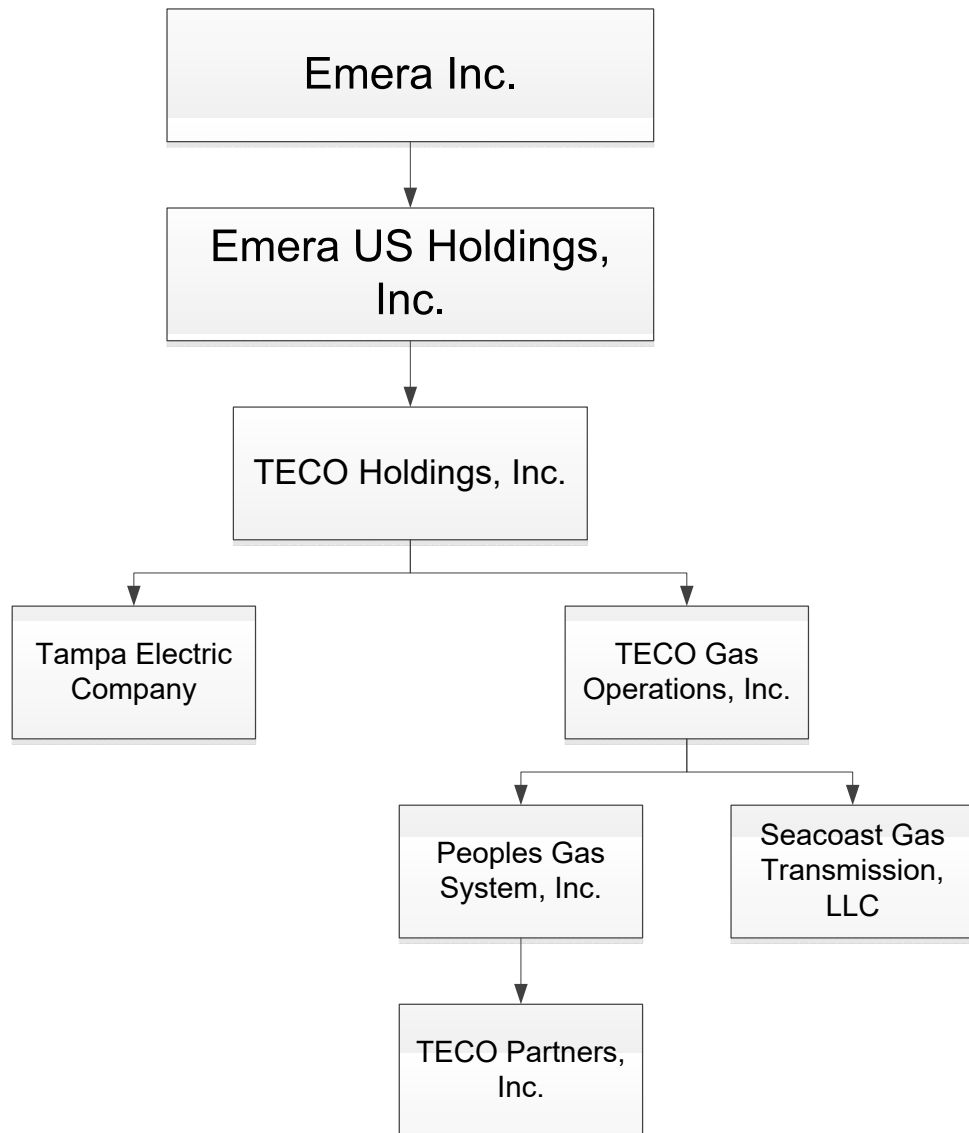 Emera Inc.
Emera US Holdings,
Inc.
TECO Holdings, Inc.
Tampa Electric
Company
TECO Gas
Operations, Inc.
Peoples Gas
System, Inc.
Seacoast Gas
Transmission,
LLC
TECO Partners,
Inc.